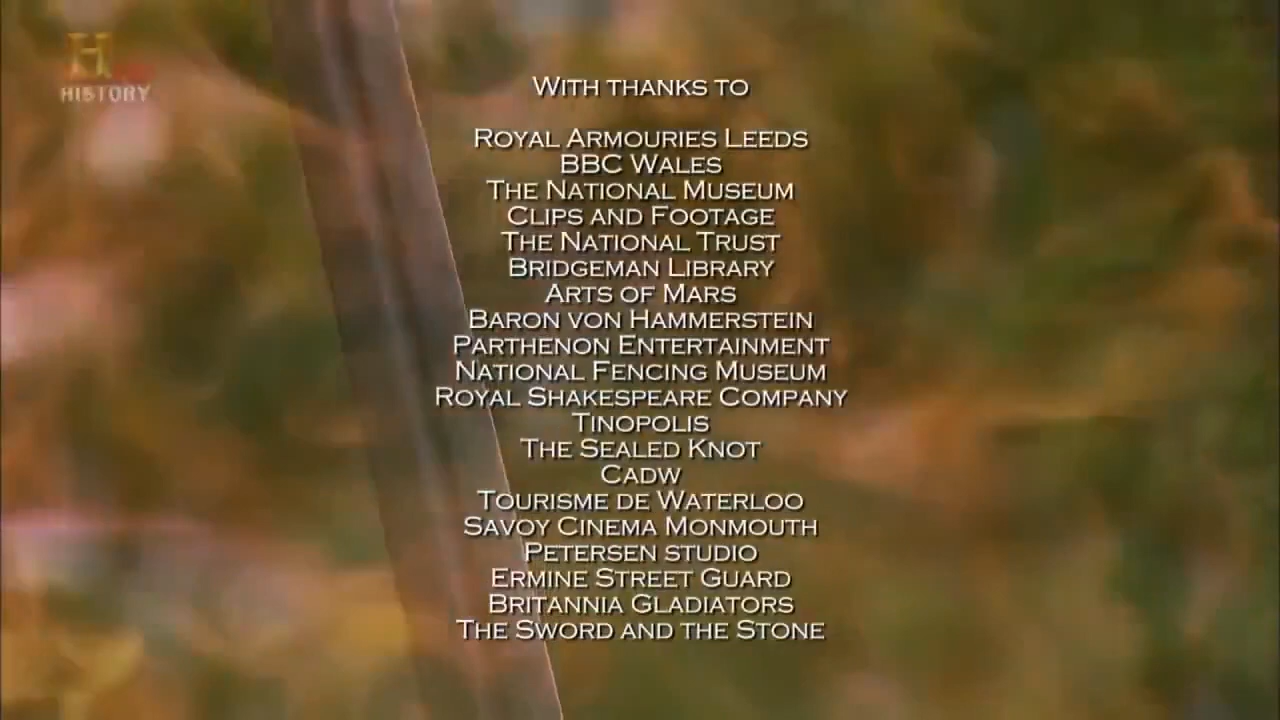 H
HISTORY
WITH THANKS TO
ROYAL ARMOURIES LEEDS
BBC WALES
THE NATIONAL MUSEUM
CLIPS AND FOOTAGE
THE NATIONAL TRUST
BRIDGEMAN LIBRARY
ARTS OF MARS
BARON VON HAMMERSTEIN
PARTHENON ENTERTAINMENT
NATIONAL FENCING MUSEUM
ROYAL SHAKESPEARE COMPANY
TINOPOLIS
THE SEALED KNOT
CADW
TOURISME DE WATERLOO
SAVOY CINEMA MONMOUTH
PETERSEN STUDIO
ERMINE STREET GUARD
BRITANNIA GLADIATORS
THE SWORD AND THE STONE